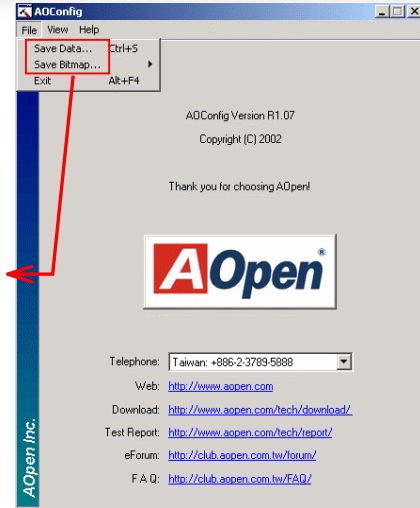 AOConfig
File View Help
Save Data... Ctrl+S
Save Bitmap...
Exit Alt+F4
AOConfig Version R1.07
Copyright (C) 2002
Thank you for choosing AOpen!
AOpen®
Telephone: Taiwan: +886-2-3789-5888
Web: http://www.aopen.com
Download: http://www.aopen.com/tech/download/
Test Report: http://www.aopen.com/tech/report/
eForum: http://club.aopen.com.tw/forum/
F A Q: http://club.aopen.com.tw/FAQ/
AOpen Inc.